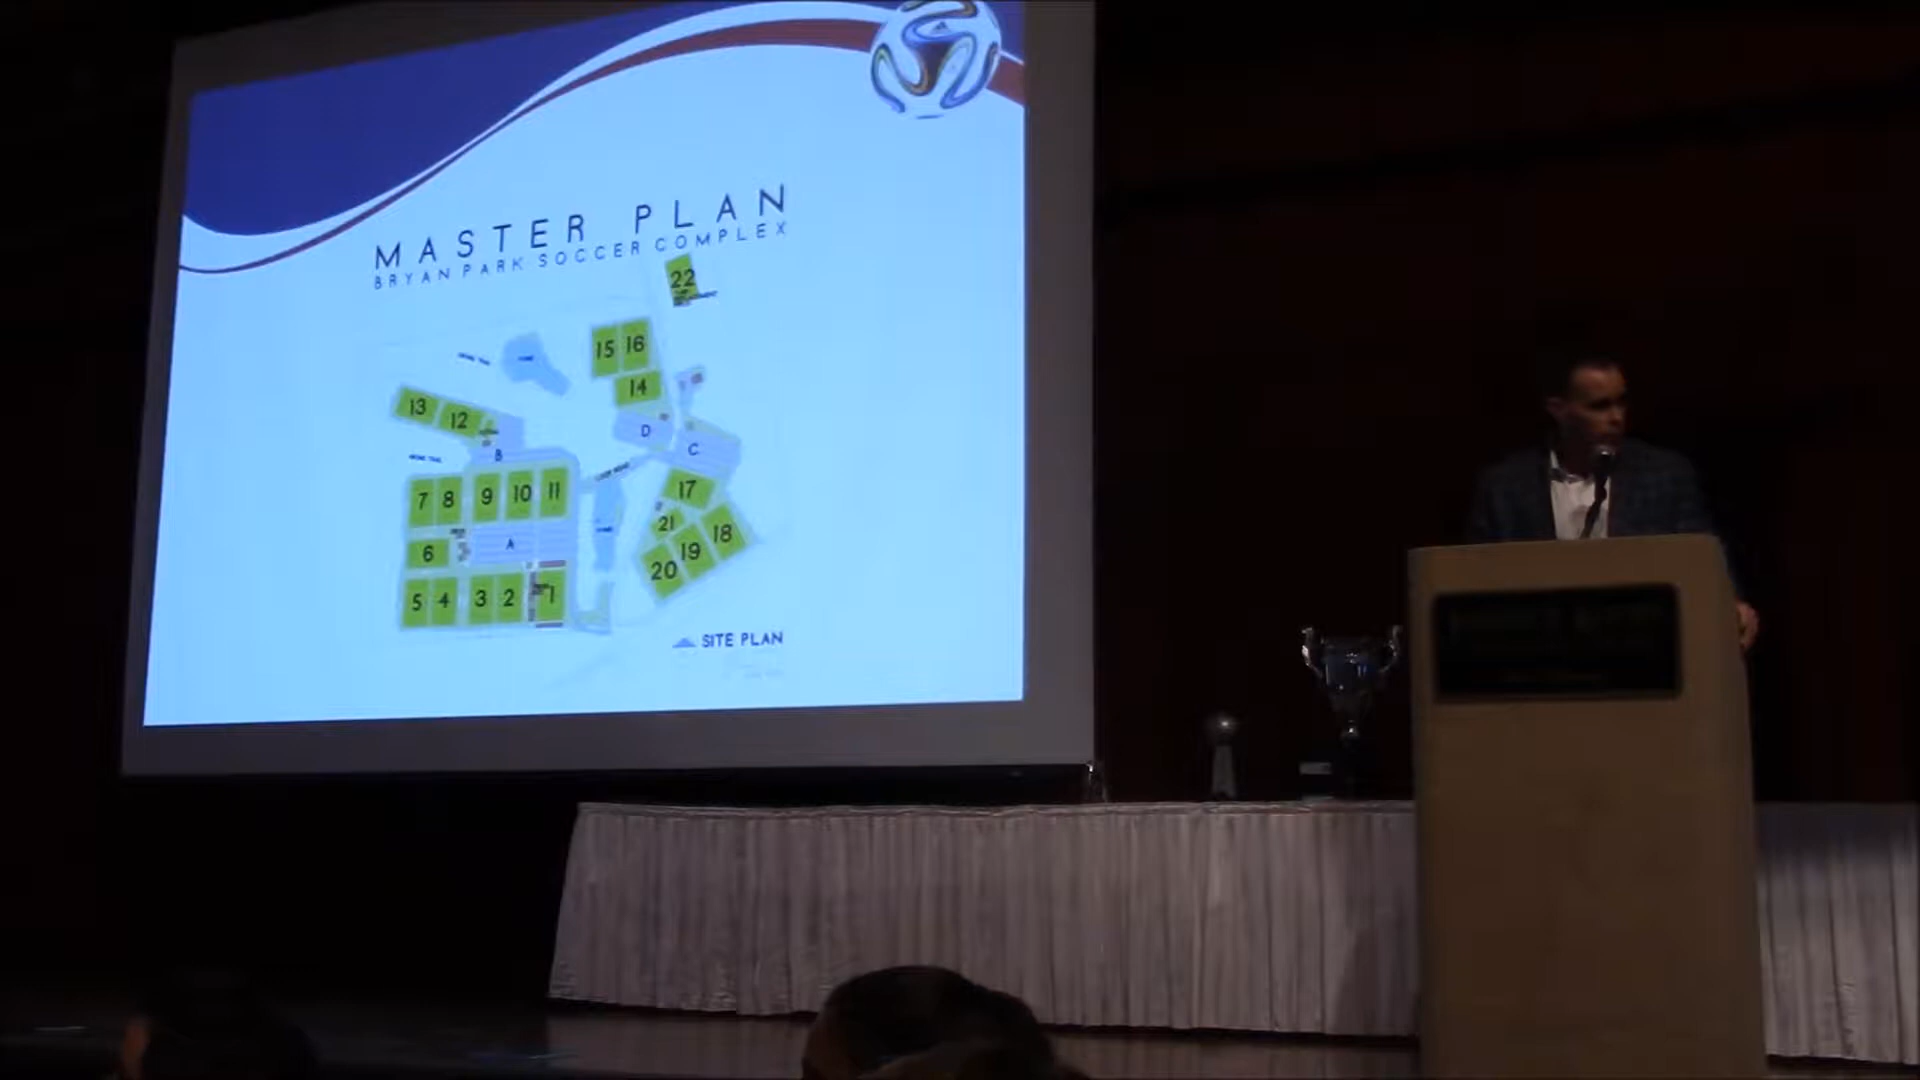 MASTER PLAN
BRYAN PARK SOCCER COMPLEX
22
15 16
14
13 12
D
C
B
7 8 9 10 11
17
21 18
6 A
19
20
5 4 3 2 1
SITE PLAN